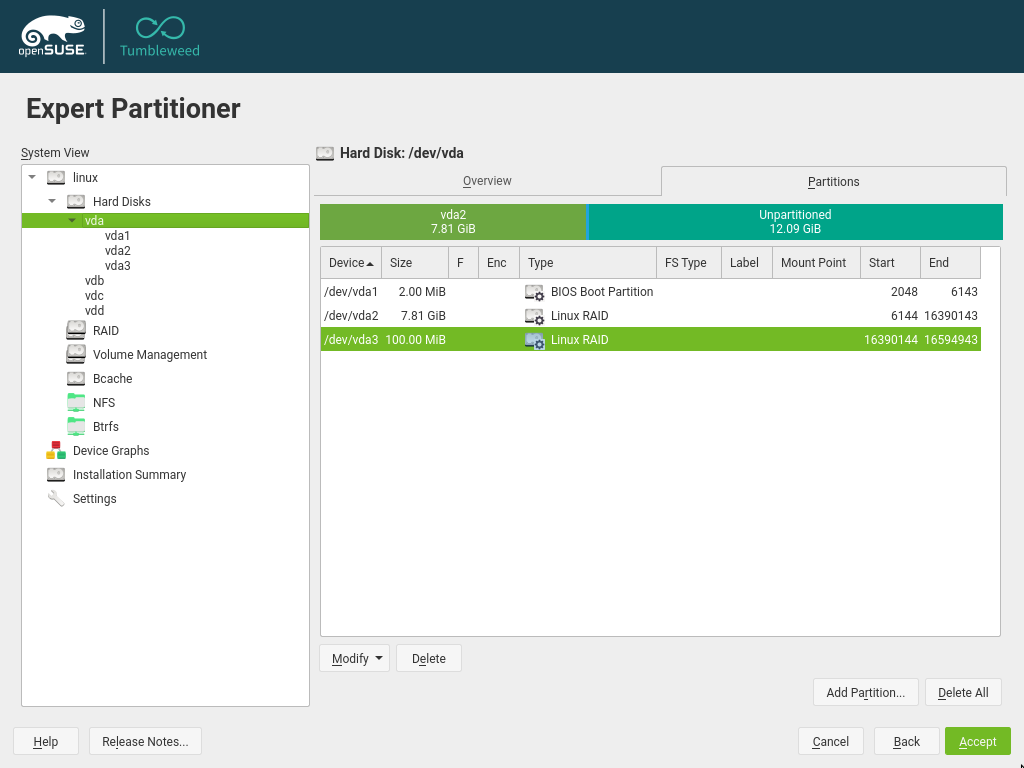 openSUSE
Tumbleweed
Expert Partitioner
System View
linux
Hard Disks
vda
vda1
vda2
vda3
vdb
vdc
vdd
RAID
Volume Management
Bcache
NFS
Btrfs
Device Graphs
Installation Summary
Settings
Hard Disk: /dev/vda
Overview Partitions
vda2 Unpartitioned
7.81 GiB 12.09 GiB
Device Size F Enc Type FS Type Label Mount Point Start End
/dev/vda1 2.00 MiB BIOS Boot Partition 2048 6143
/dev/vda2 7.81 GiB Linux RAID 6144 16390143
/dev/vda3 100.00 MiB Linux RAID 16390144 16594943
Modify Delete
Add Partition... Delete All
Help Release Notes... Cancel Back Accept